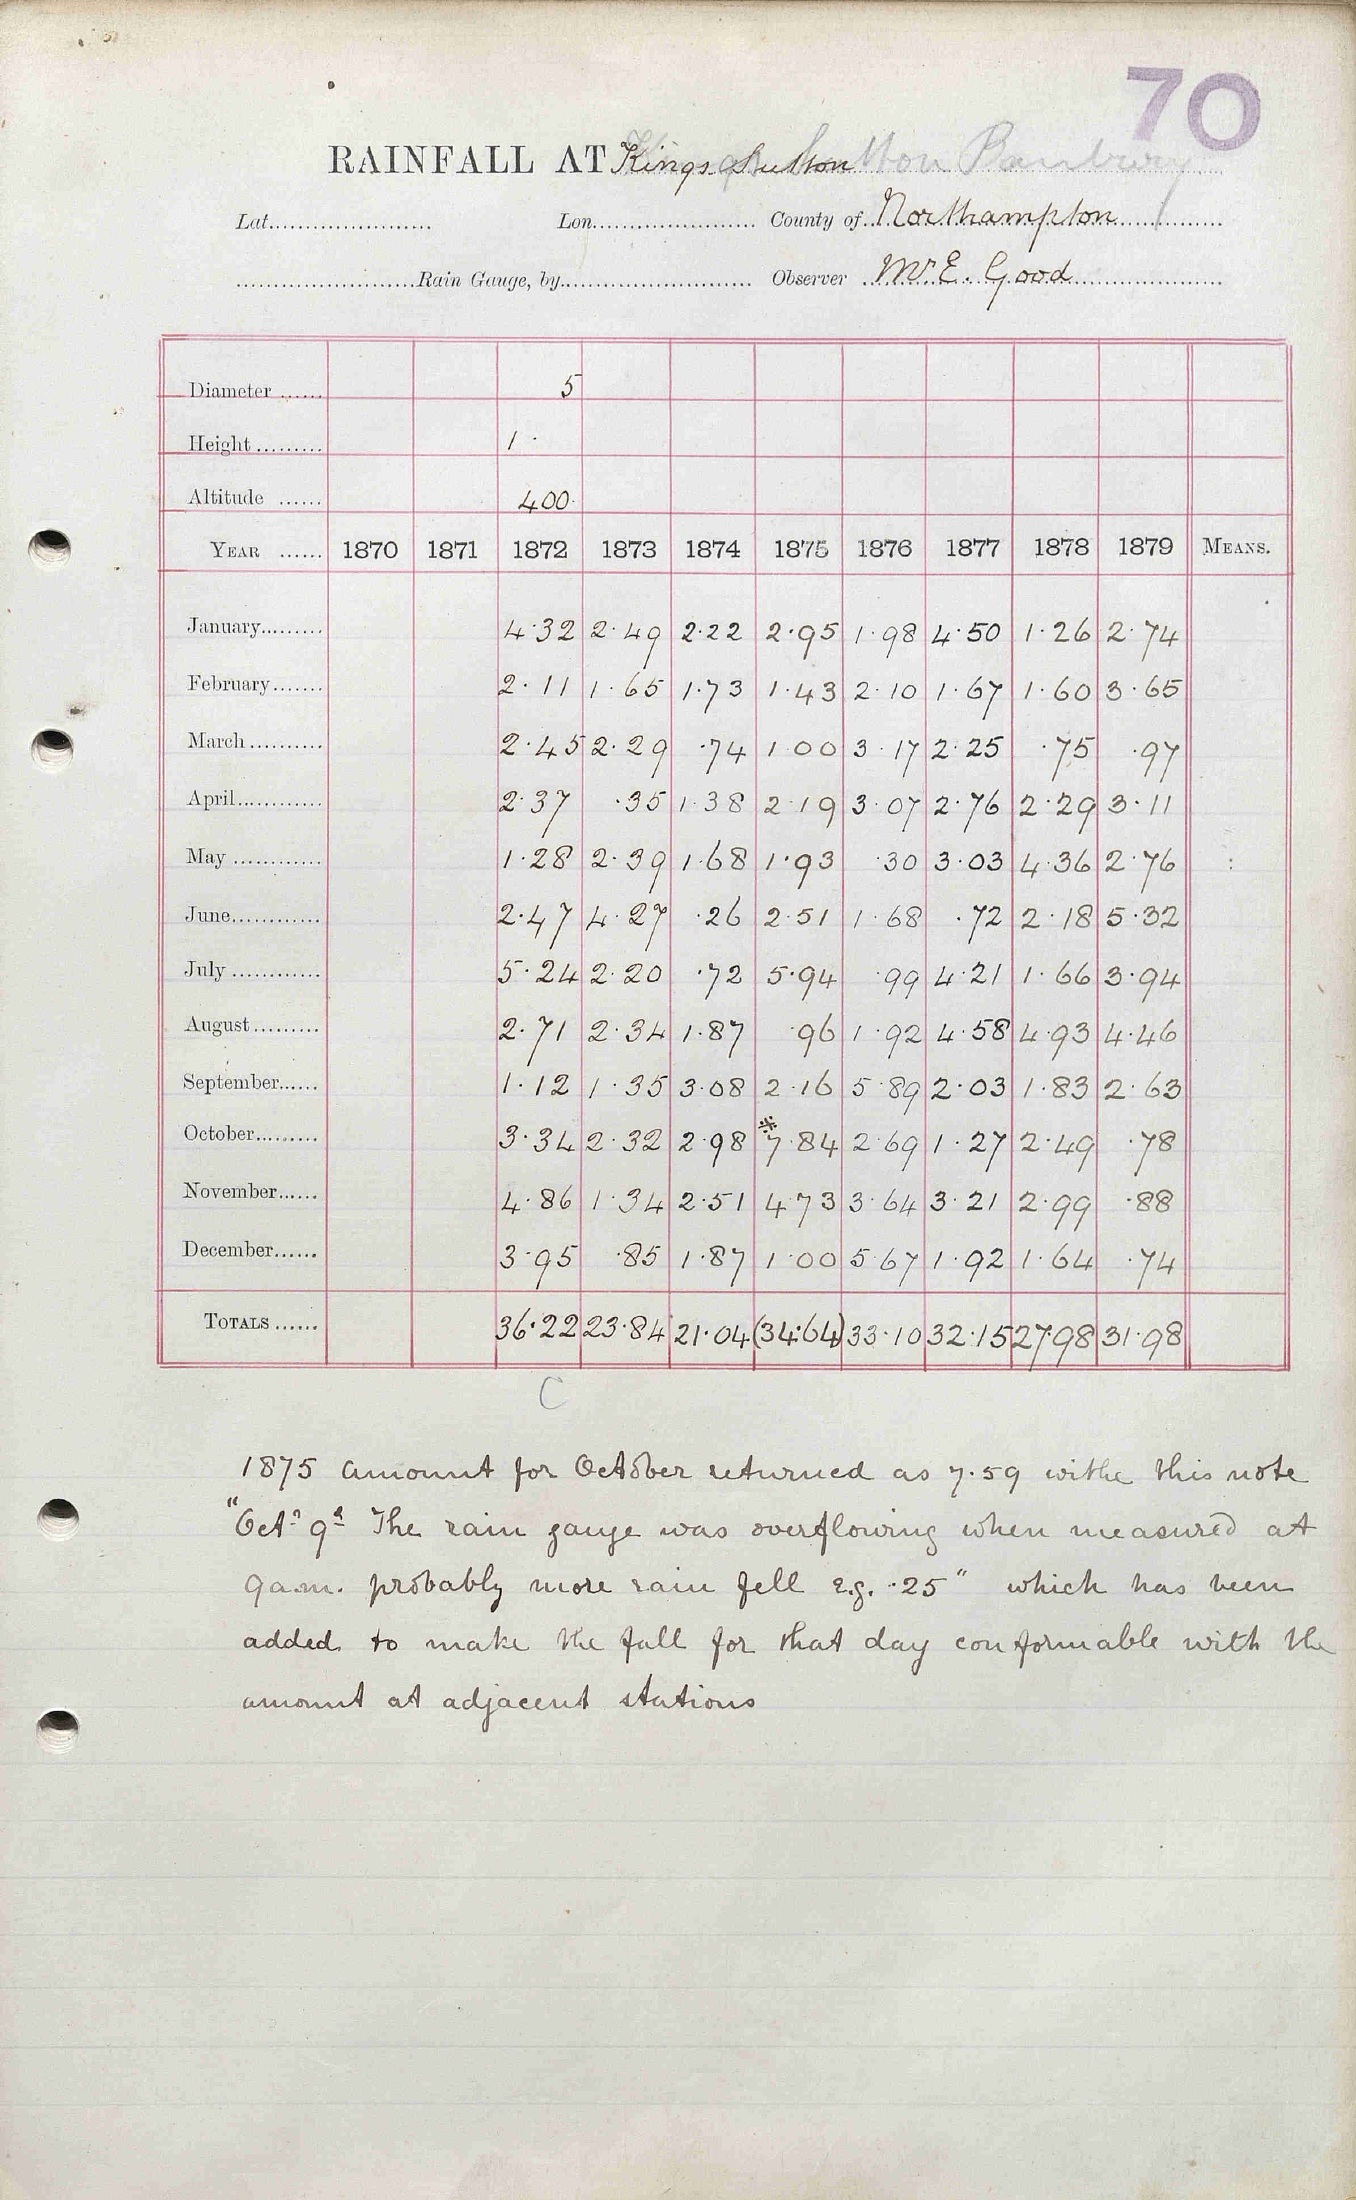 70
RAINFALL AT Kings Sutton Banbury
Lat...................... Lon....................... County of Northampton
Rain Gauge, by........................... Observer Mr. E. Good
Diameter ...... 5
Height ......... 1 ·
Altitude ...... 400
YEAR ...... 1870 1871 1872 1873 1874 1875 1876 1877 1878 1879 MEANS.
January......... 4·32 2·49 2·22 2·95 1·98 4·50 1·26 2·74
February....... 2·11 1·65 1·73 1·43 2·10 1·67 1·60 3·65
March .......... 2·45 2·29 ·74 1·00 3·17 2·25 ·75 ·97
April............ 2·37 ·35 1·38 2·19 3·07 2·76 2·29 3·11
May ............ 1·28 2·39 1·68 1·93 ·30 3·03 4·36 2·76
June............ 2·47 4·27 ·26 2·51 1·68 ·72 2·18 5·32
July ............ 5·24 2·20 ·72 5·94 ·99 4·21 1·66 3·94
August......... 2·71 2·34 1·87 ·96 1·92 4·58 4·93 4·46
September...... 1·12 1·35 3·08 2·16 5·89 2·03 1·83 2·63
October......... 3·34 2·32 2·98 ※7·84 2·69 1·27 2·49 ·78
November...... 4·86 1·34 2·51 4·73 3·64 3·21 2·99 ·88
December...... 3·95 ·85 1·87 1·00 5·67 1·92 1·64 ·74
TOTALS ...... 36·22 23·84 21·04 (34·64) 33·10 32·15 27·98 31·98
C
1875 amount for October returned as 7·59 withe this note
"Octr 9th The rain gauge was overflowing when measured at
9 a.m. probably more rain fell e.g. ·25" which has been
added to make the fall for that day conformable with the
amount at adjacent stations